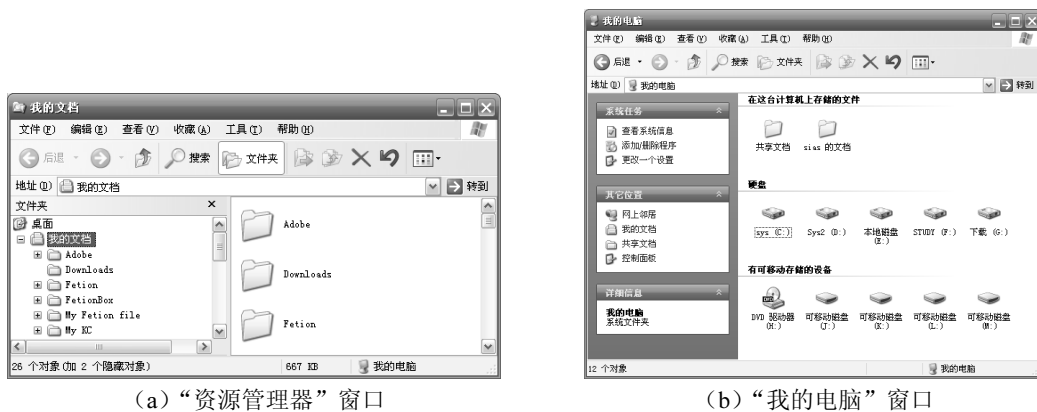 我的文档
文件(F) 编辑(E) 查看(V) 收藏(A) 工具(T) 帮助(H)
后退 搜索 文件夹
地址(D) 我的文档 转到
文件夹 ×
桌面
我的文档
Adobe
Downloads
Fetion
FetionBox
My Fetion file
My KC
Adobe
Downloads
Fetion
26 个对象(加 2 个隐藏对象) 667 KB 我的电脑
(a)“资源管理器”窗口
我的电脑
文件(F) 编辑(E) 查看(V) 收藏(A) 工具(T) 帮助(H)
后退 搜索 文件夹
地址(D) 我的电脑 转到
系统任务
查看系统信息
添加/删除程序
更改一个设置
其它位置
网上邻居
我的文档
共享文档
控制面板
详细信息
我的电脑
系统文件夹
在这台计算机上存储的文件
共享文档 sias 的文档
硬盘
sys (C:) Sys2 (D:) 本地磁盘 (E:) STUDY (F:) 下载 (G:)
有可移动存储的设备
DVD 驱动器 (H:) 可移动磁盘 (J:) 可移动磁盘 (K:) 可移动磁盘 (L:) 可移动磁盘 (M:)
12 个对象 我的电脑
(b)“我的电脑”窗口